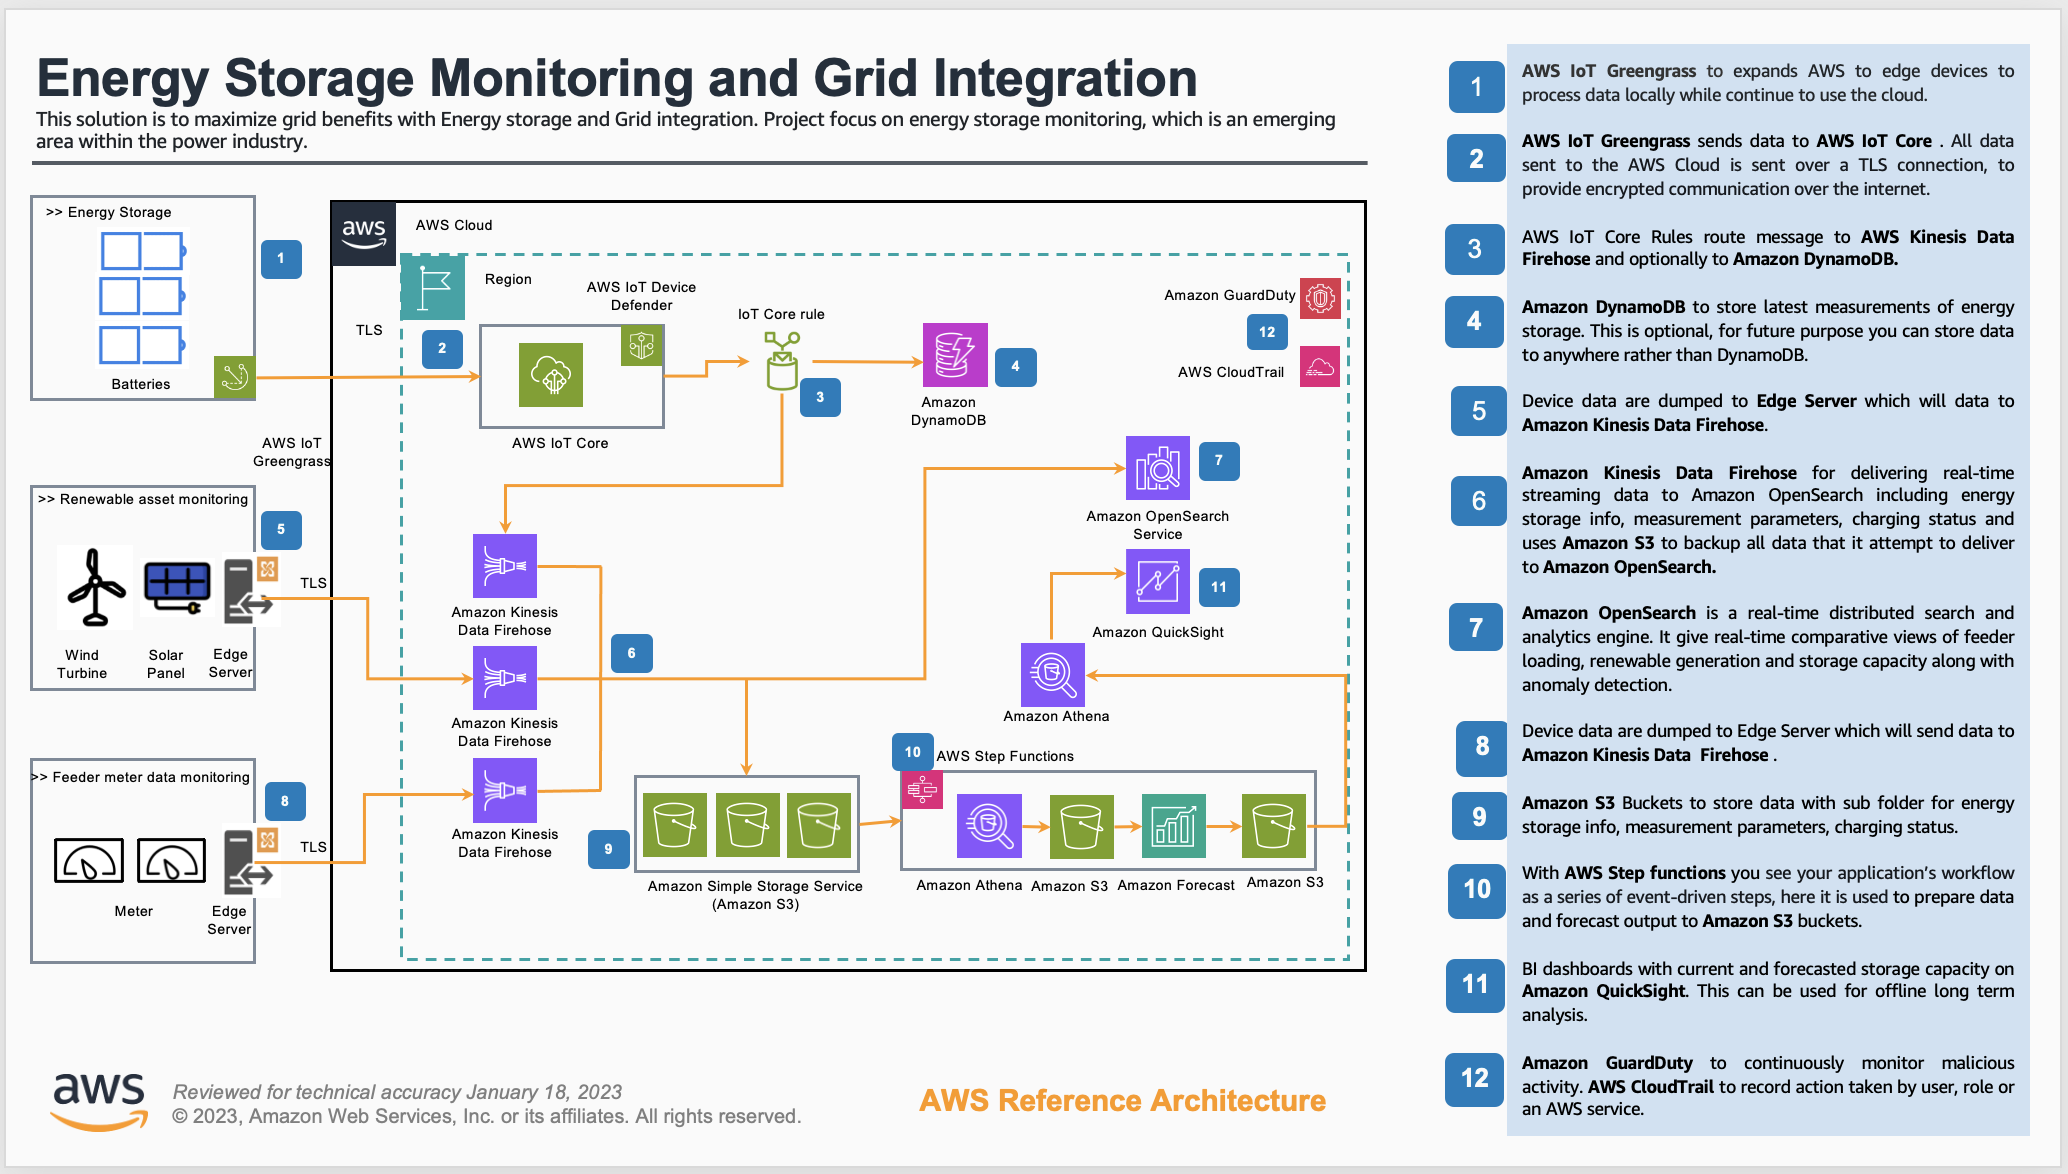 Energy Storage Monitoring and Grid Integration
This solution is to maximize grid benefits with Energy storage and Grid integration. Project focus on energy storage monitoring, which is an emerging
area within the power industry.
>> Energy Storage
Batteries
1
AWS IoT
Greengrass
>> Renewable asset monitoring
5
Wind
Turbine
Solar
Panel
Edge
Server
TLS
>> Feeder meter data monitoring
8
Meter
Edge
Server
TLS
aws
AWS Cloud
TLS
Region
2
AWS IoT Device
Defender
AWS IoT Core
IoT Core rule
3
Amazon
DynamoDB
4
Amazon GuardDuty
12
AWS CloudTrail
Amazon Kinesis
Data Firehose
Amazon Kinesis
Data Firehose
Amazon Kinesis
Data Firehose
6
7
Amazon OpenSearch
Service
11
Amazon QuickSight
Amazon Athena
9
Amazon Simple Storage Service
(Amazon S3)
10
AWS Step Functions
Amazon Athena
Amazon S3
Amazon Forecast
Amazon S3
aws
Reviewed for technical accuracy January 18, 2023
© 2023, Amazon Web Services, Inc. or its affiliates. All rights reserved.
AWS Reference Architecture
1
AWS IoT Greengrass to expands AWS to edge devices to
process data locally while continue to use the cloud.
2
AWS IoT Greengrass sends data to AWS IoT Core . All data
sent to the AWS Cloud is sent over a TLS connection, to
provide encrypted communication over the internet.
3
AWS IoT Core Rules route message to AWS Kinesis Data
Firehose and optionally to Amazon DynamoDB.
4
Amazon DynamoDB to store latest measurements of energy
storage. This is optional, for future purpose you can store data
to anywhere rather than DynamoDB.
5
Device data are dumped to Edge Server which will data to
Amazon Kinesis Data Firehose.
6
Amazon Kinesis Data Firehose for delivering real-time
streaming data to Amazon OpenSearch including energy
storage info, measurement parameters, charging status and
uses Amazon S3 to backup all data that it attempt to deliver
to Amazon OpenSearch.
7
Amazon OpenSearch is a real-time distributed search and
analytics engine. It give real-time comparative views of feeder
loading, renewable generation and storage capacity along with
anomaly detection.
8
Device data are dumped to Edge Server which will send data to
Amazon Kinesis Data Firehose .
9
Amazon S3 Buckets to store data with sub folder for energy
storage info, measurement parameters, charging status.
10
With AWS Step functions you see your application's workflow
as a series of event-driven steps, here it is used to prepare data
and forecast output to Amazon S3 buckets.
11
BI dashboards with current and forecasted storage capacity on
Amazon QuickSight. This can be used for offline long term
analysis.
12
Amazon GuardDuty to continuously monitor malicious
activity. AWS CloudTrail to record action taken by user, role or
an AWS service.